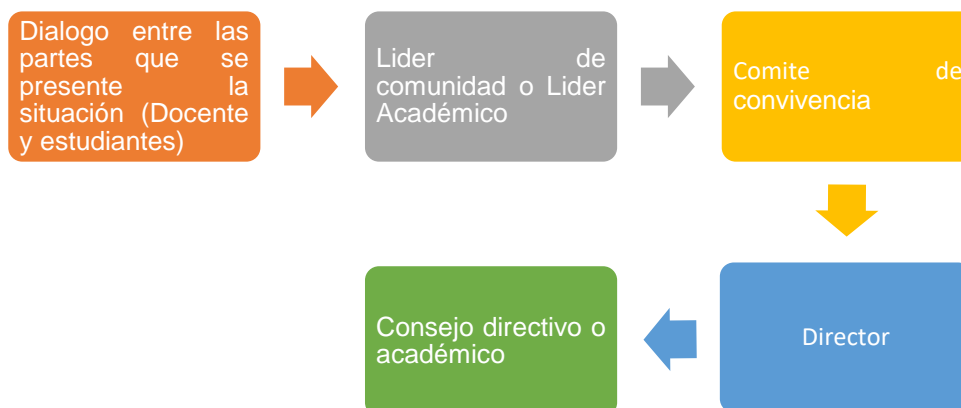 Dialogo entre las
partes que se
presente la
situación (Docente
y estudiantes)
Lider de
comunidad o Lider
Académico
Comite de
convivencia
Consejo directivo o
académico
Director